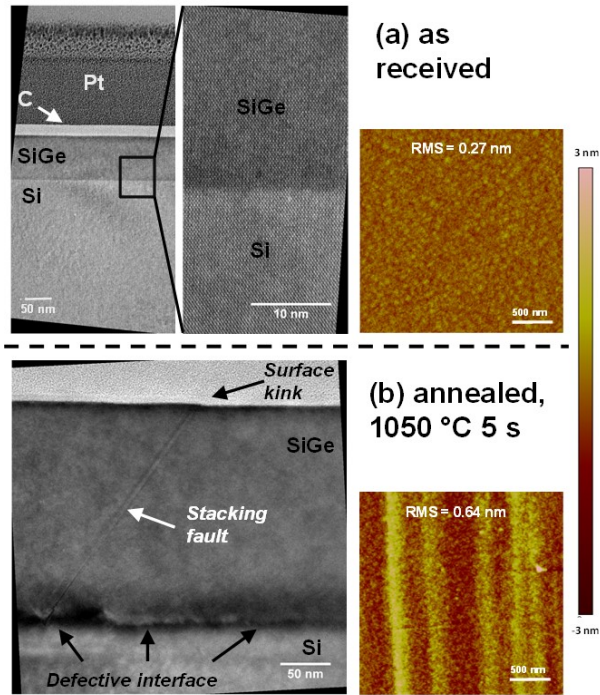 (a) as
received
Pt
C
SiGe
Si
50 nm
SiGe
Si
10 nm
RMS = 0.27 nm
500 nm
3 nm
(b) annealed,
1050 °C 5 s
Surface
kink
SiGe
Stacking
fault
Si
Defective interface
50 nm
RMS = 0.64 nm
500 nm
-3 nm